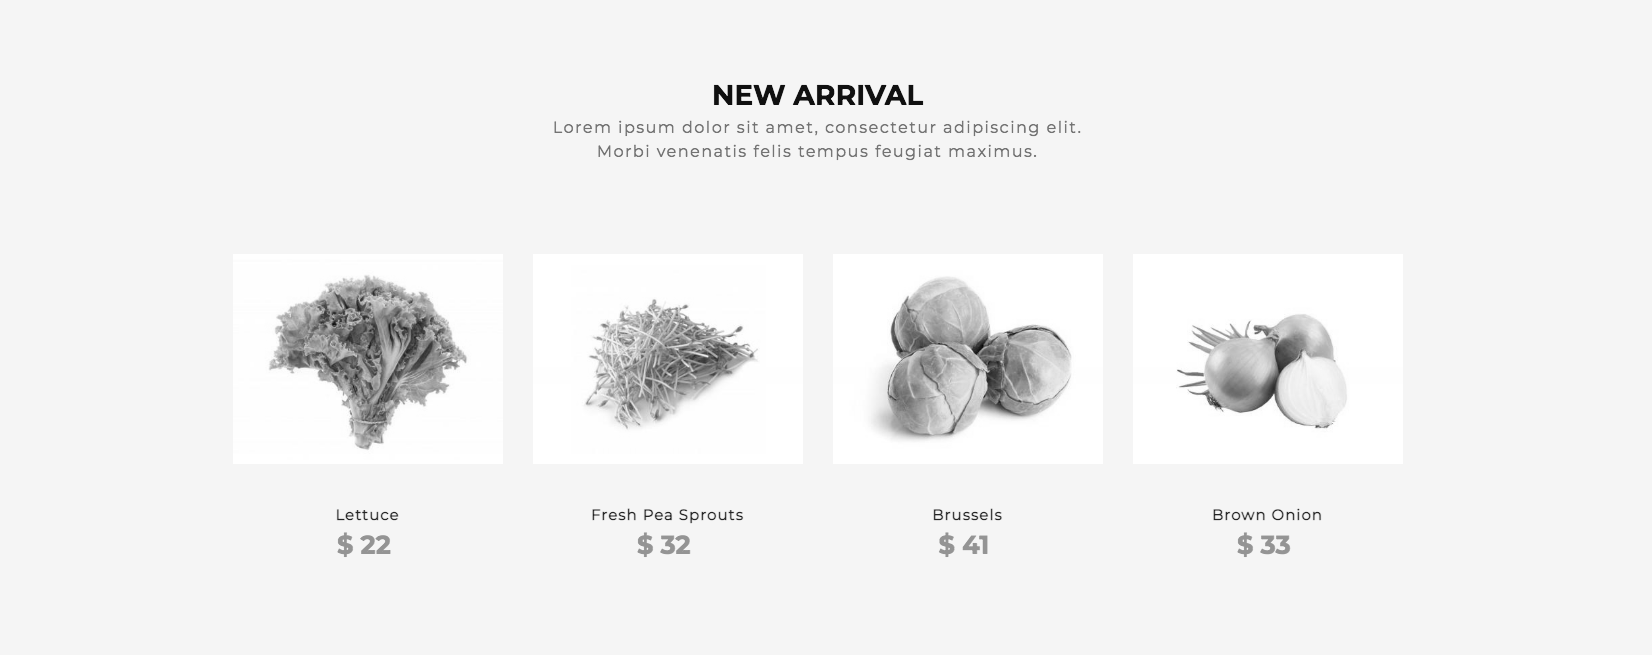 NEW ARRIVAL
Lorem ipsum dolor sit amet, consectetur adipiscing elit.
Morbi venenatis felis tempus feugiat maximus.
Lettuce
$ 22
Fresh Pea Sprouts
$ 32
Brussels
$ 41
Brown Onion
$ 33